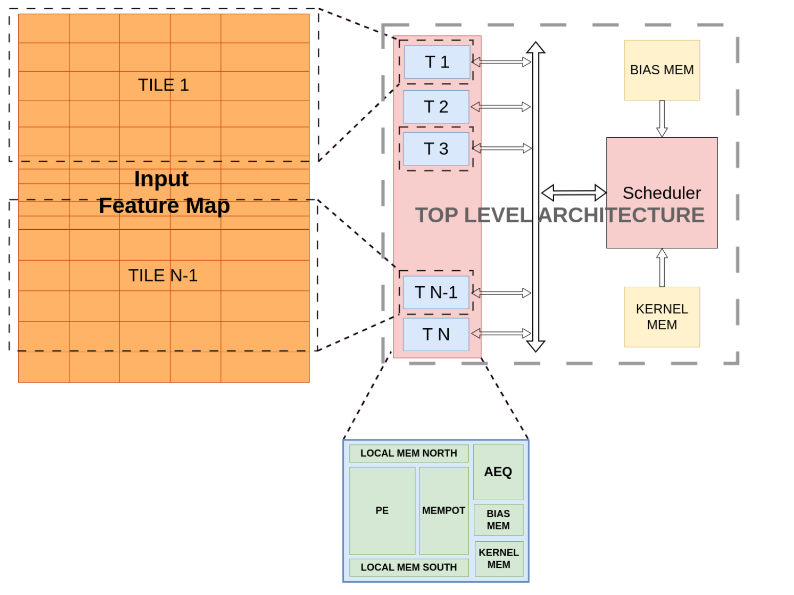 TILE 1
Input
Feature Map
TILE N-1
T 1
T 2
T 3
T N-1
T N
TOP LEVEL ARCHITECTURE
BIAS MEM
Scheduler
KERNEL
MEM
LOCAL MEM NORTH
PE
MEMPOT
LOCAL MEM SOUTH
AEQ
BIAS
MEM
KERNEL
MEM